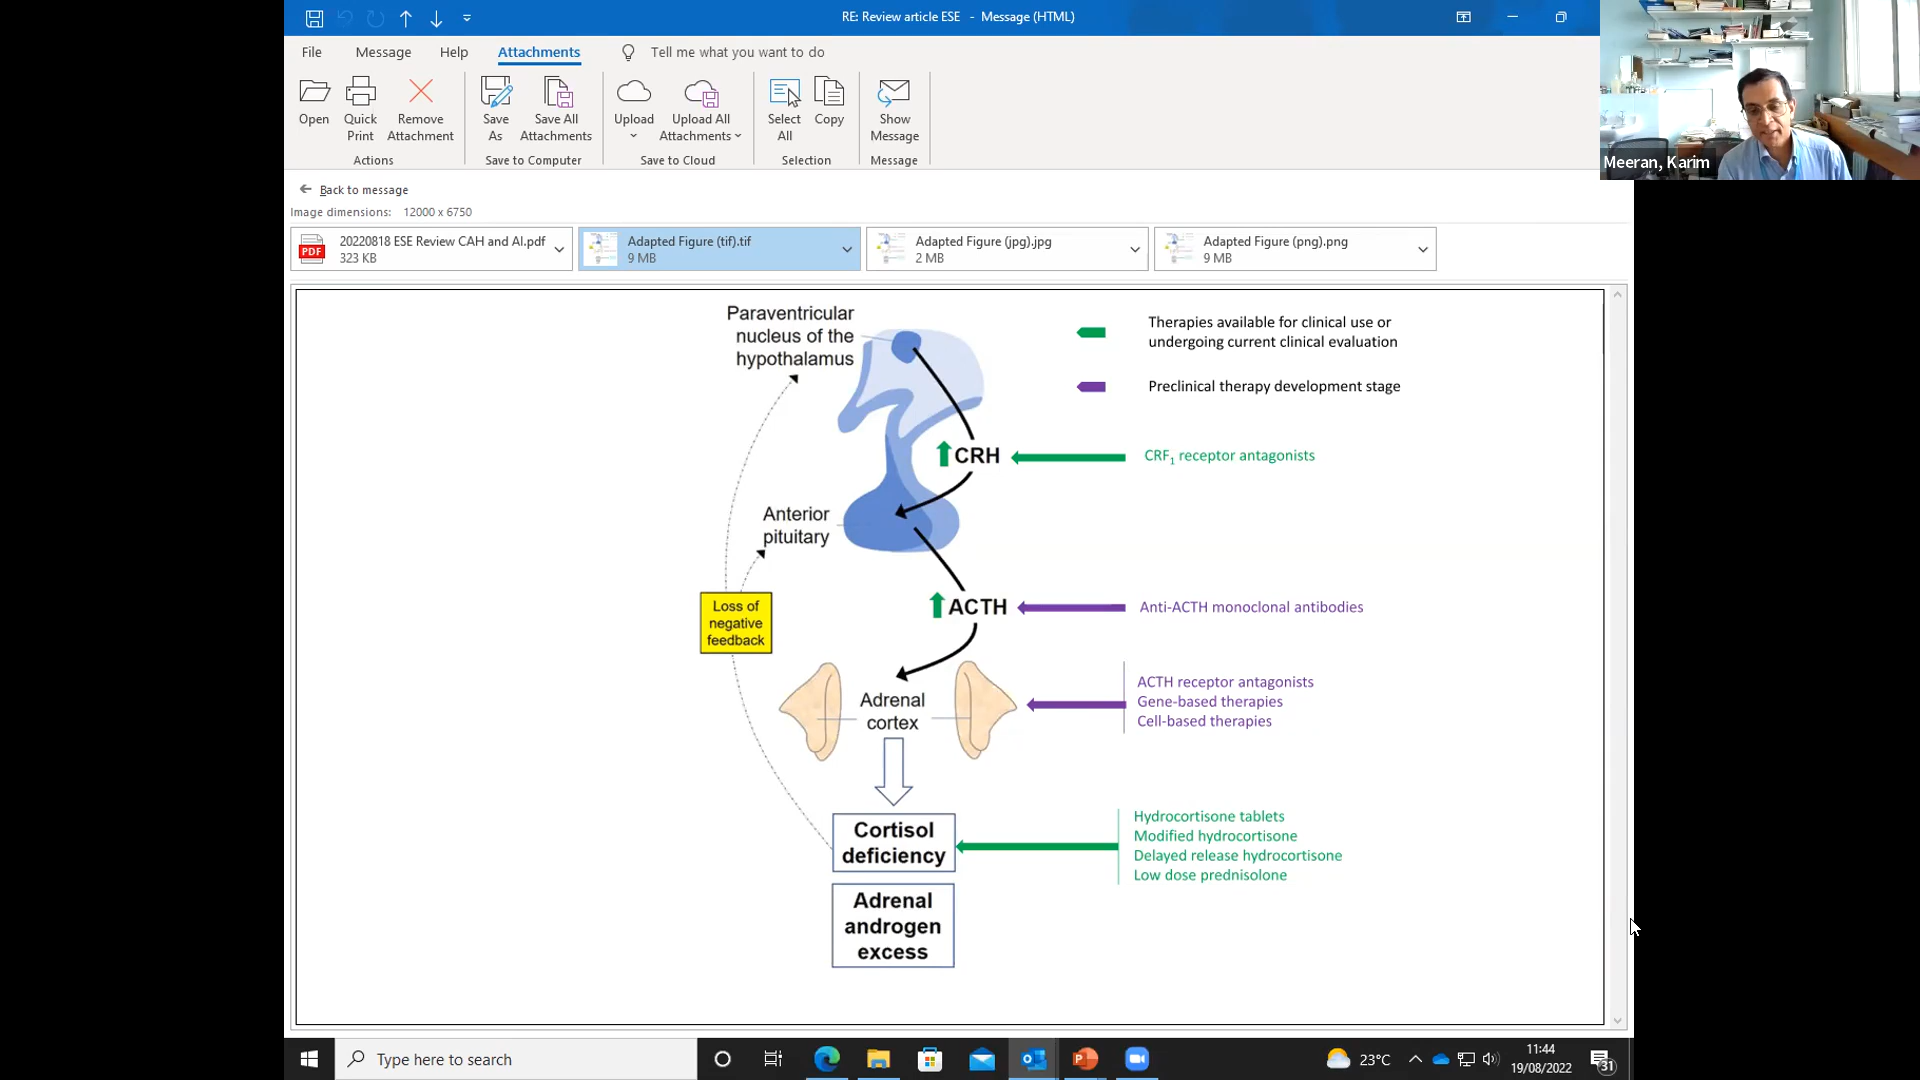 RE: Review article ESE - Message (HTML)
File Message Help Attachments Tell me what you want to do
Open
Quick
Print
Remove
Attachment
Actions
Save
As
Save All
Attachments
Save to Computer
Upload
Upload All
Attachments
Save to Cloud
Select
All
Copy
Selection
Show
Message
Message
Meeran, Karim
Back to message
Image dimensions: 12000 x 6750
PDF
20220818 ESE Review CAH and AI.pdf
323 KB
Adapted Figure (tif).tif
9 MB
Adapted Figure (jpg).jpg
2 MB
Adapted Figure (png).png
9 MB
Paraventricular
nucleus of the
hypothalamus
Therapies available for clinical use or
undergoing current clinical evaluation
Preclinical therapy development stage
CRH
CRF1 receptor antagonists
Anterior
pituitary
Loss of
negative
feedback
ACTH
Anti-ACTH monoclonal antibodies
Adrenal
cortex
ACTH receptor antagonists
Gene-based therapies
Cell-based therapies
Cortisol
deficiency
Hydrocortisone tablets
Modified hydrocortisone
Delayed release hydrocortisone
Low dose prednisolone
Adrenal
androgen
excess
Type here to search
23°C
11:44
19/08/2022
31